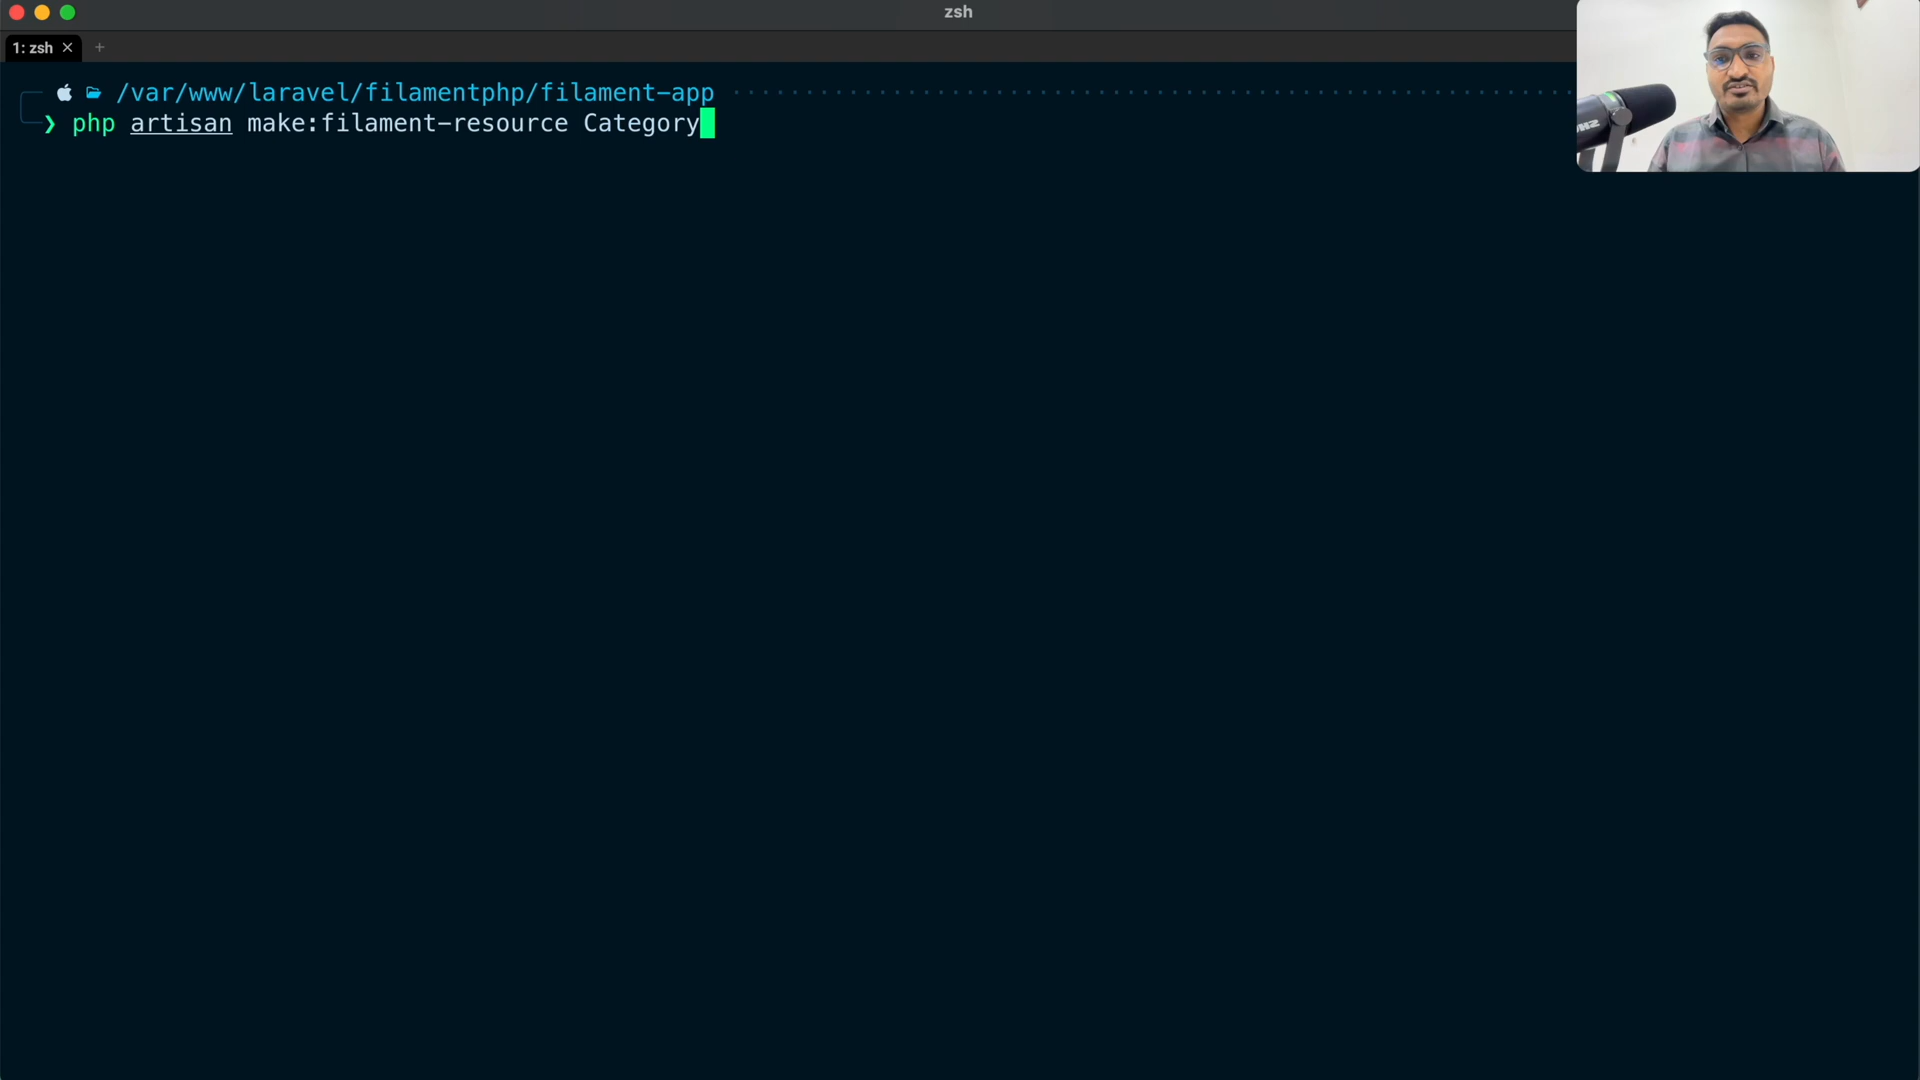 zsh
1: zsh × +
/var/www/laravel/filamentphp/filament-app
❯ php artisan make:filament-resource Category